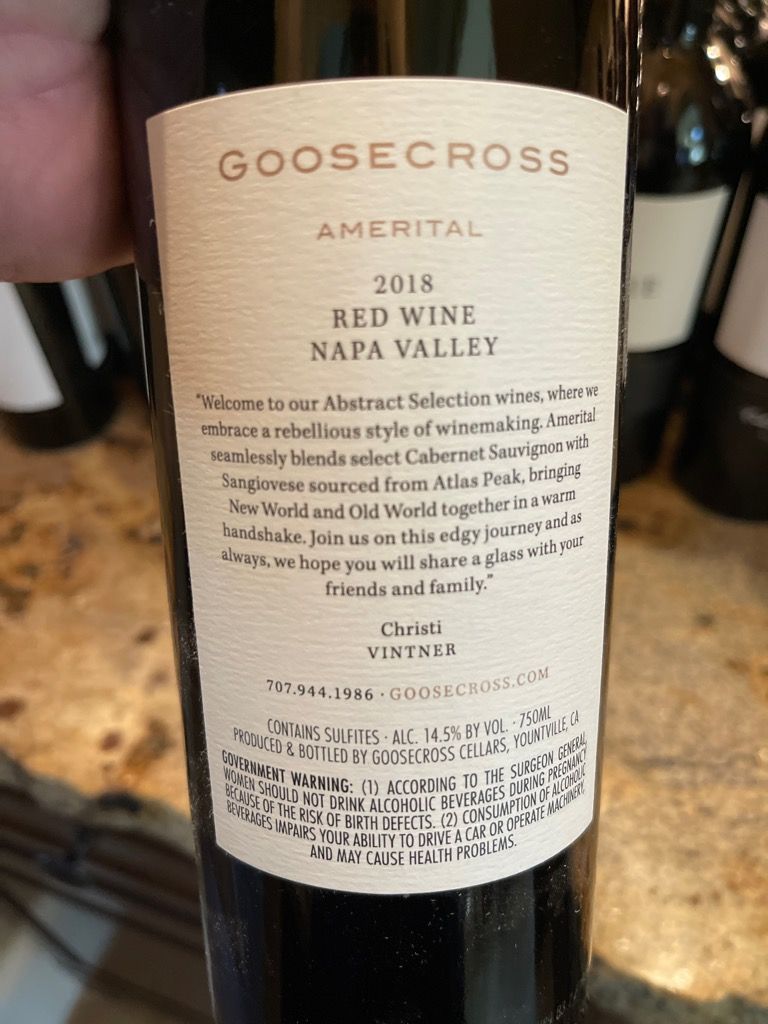 GOOSECROSS
AMERITAL
2018
RED WINE
NAPA VALLEY
"Welcome to our Abstract Selection wines, where we
embrace a rebellious style of winemaking. Amerital
seamlessly blends select Cabernet Sauvignon with
Sangiovese sourced from Atlas Peak, bringing
New World and Old World together in a warm
handshake. Join us on this edgy journey and as
always, we hope you will share a glass with your
friends and family."
Christi
VINTNER
707.944.1986 · GOOSECROSS.COM
CONTAINS SULFITES · ALC. 14.5% BY VOL. · 750ML
PRODUCED & BOTTLED BY GOOSECROSS CELLARS, YOUNTVILLE, CA
GOVERNMENT WARNING: (1) ACCORDING TO THE SURGEON GENERAL,
WOMEN SHOULD NOT DRINK ALCOHOLIC BEVERAGES DURING PREGNANCY
BECAUSE OF THE RISK OF BIRTH DEFECTS. (2) CONSUMPTION OF ALCOHOLIC
BEVERAGES IMPAIRS YOUR ABILITY TO DRIVE A CAR OR OPERATE MACHINERY,
AND MAY CAUSE HEALTH PROBLEMS.